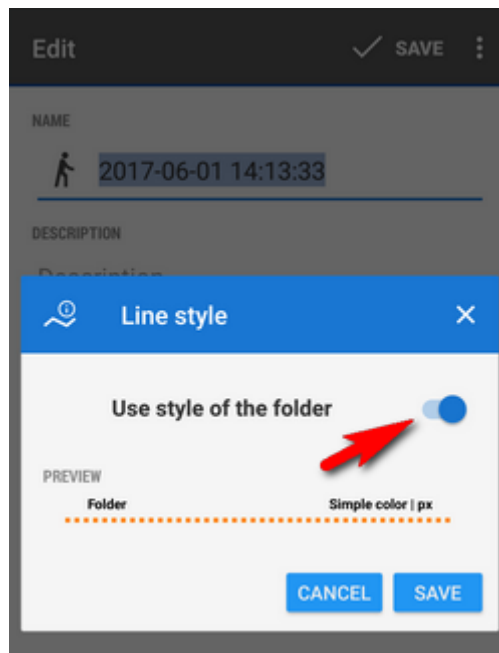 Edit
SAVE
NAME
2017-06-01 14:13:33
DESCRIPTION
Description
Line style
Use style of the folder
PREVIEW
Folder Simple color | px
CANCEL SAVE